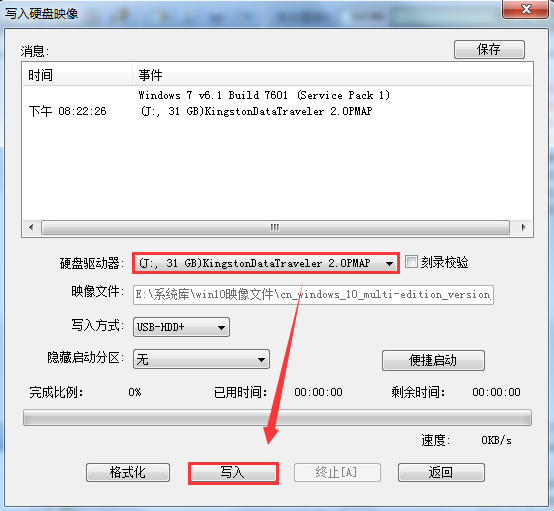 写入硬盘映像
消息:
保存
时间 事件
Windows 7 v6.1 Build 7601 (Service Pack 1)
下午 08:22:26 (J:, 31 GB)KingstonDataTraveler 2.0PMAP
硬盘驱动器: (J:, 31 GB)KingstonDataTraveler 2.0PMAP 刻录校验
映像文件: E:\系统库\win10映像文件\cn_windows_10_multi-edition_version_
写入方式: USB-HDD+
隐藏启动分区: 无 便捷启动
完成比例: 0% 已用时间: 00:00:00 剩余时间: 00:00:00
速度: 0KB/s
格式化 写入 终止[A] 返回